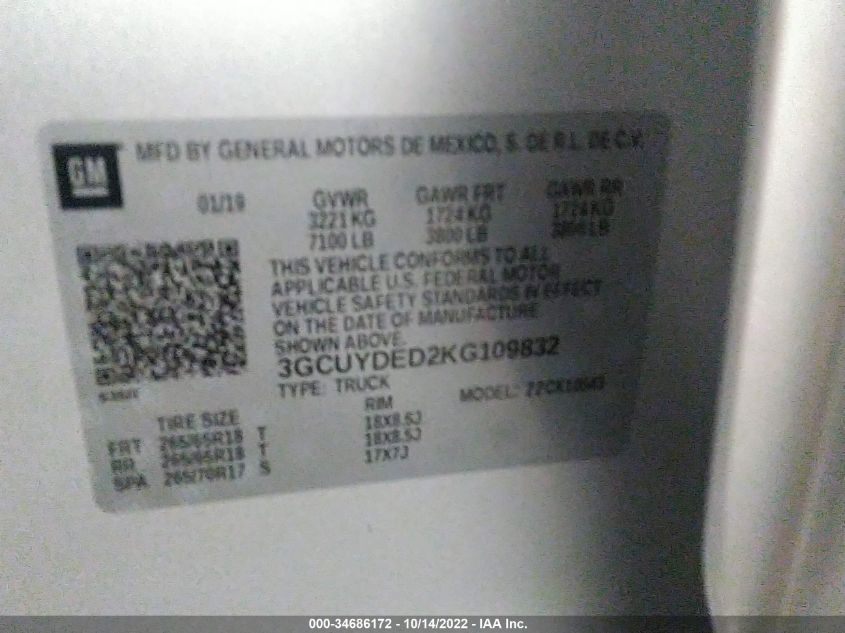 GM
MFD BY GENERAL MOTORS DE MEXICO, S. DE R.L. DE C.V.
01/19 GVWR GAWR FRT GAWR RR
3221 KG 1724 KG 1724 KG
7100 LB 3800 LB 3800 LB
THIS VEHICLE CONFORMS TO ALL
APPLICABLE U.S. FEDERAL MOTOR
VEHICLE SAFETY STANDARDS IN EFFECT
ON THE DATE OF MANUFACTURE
SHOWN ABOVE.
3GCUYDED2KG109832
TYPE: TRUCK MODEL:
TIRE SIZE RIM
FRT 265/65R18 T 18X8.5J
RR 265/65R18 T 18X8.5J
SPA 265/70R17 S 17X7J
000-34686172 - 10/14/2022 - IAA Inc.